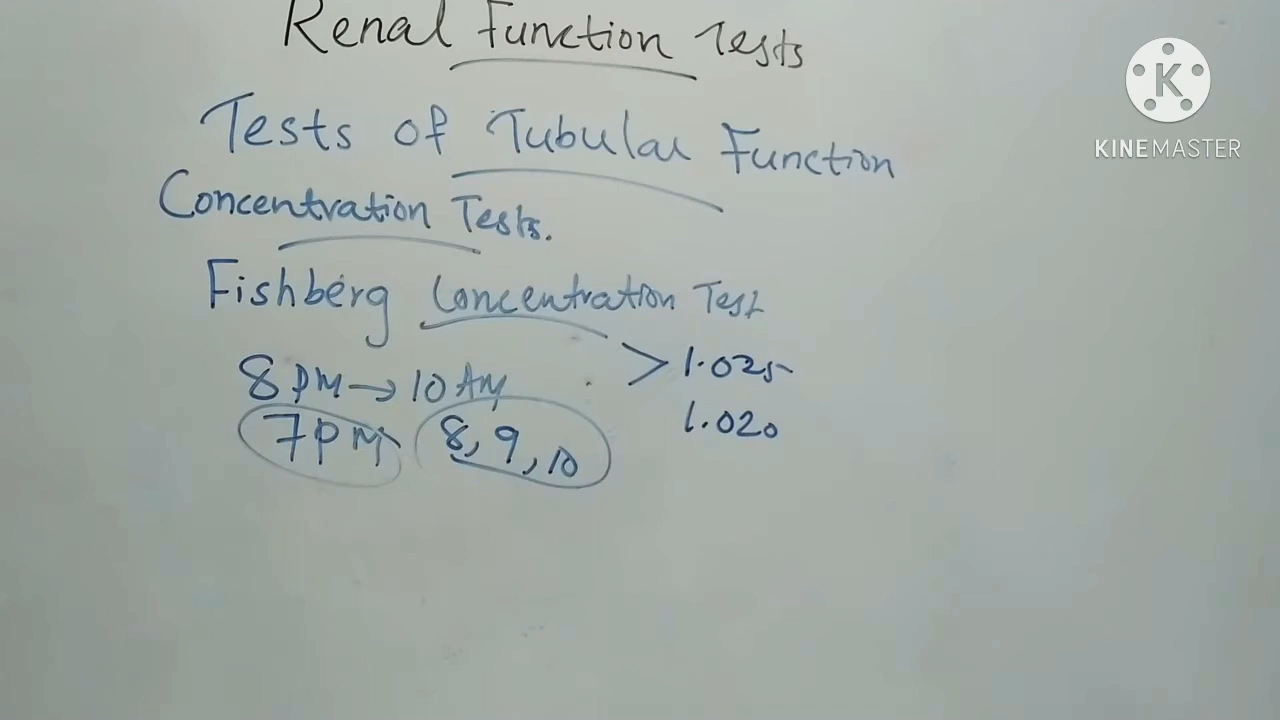 Renal Function Tests
Tests of Tubular Function
Concentration Tests.
Fishberg Concentration Test
8 PM → 10 AM
> 1.025
7 PM 8, 9, 10
1.020
K
KINEMASTER